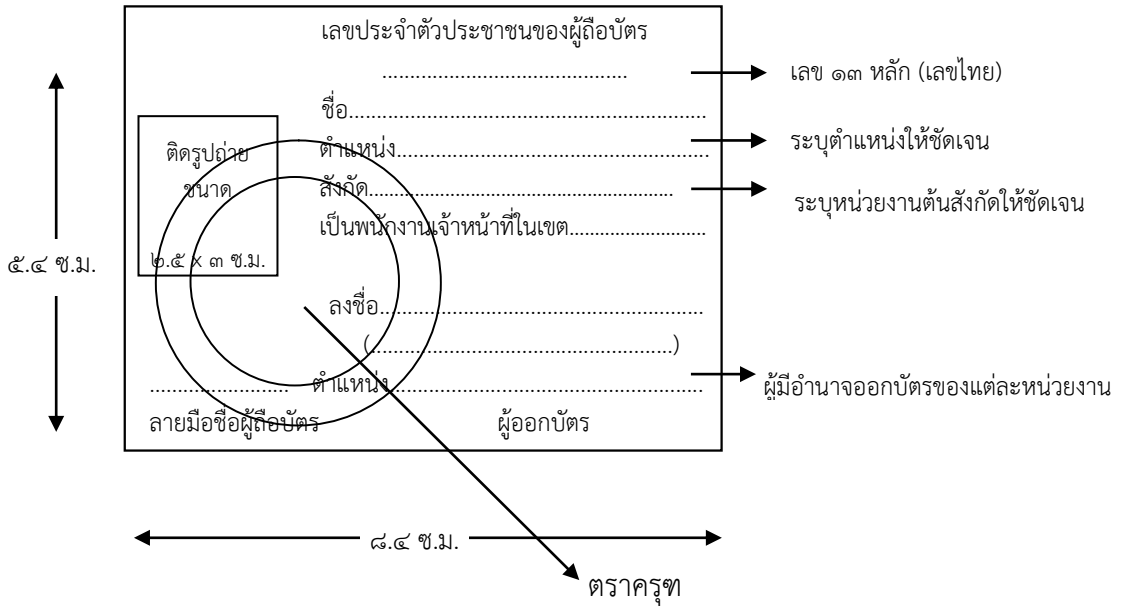 เลขประจำตัวประชาชนของผู้ถือบัตร
................................... เลข ๑๓ หลัก (เลขไทย)
ชื่อ...................................................
ติดรูปถ่าย
ขนาด
๒.๕ x ๓ ซ.ม.
ตำแหน่ง............................................. ระบุตำแหน่งให้ชัดเจน
สังกัด........................................... ระบุหน่วยงานต้นสังกัดให้ชัดเจน
เป็นพนักงานเจ้าหน้าที่ในเขต....................
๕.๔ ซ.ม.
ลงชื่อ..............................................
(...........................................)
.................... ตำแหน่ง............................................. ผู้มีอำนาจออกบัตรของแต่ละหน่วยงาน
ลายมือชื่อผู้ถือบัตร ผู้ออกบัตร
๘.๔ ซ.ม.
ตราครุฑ